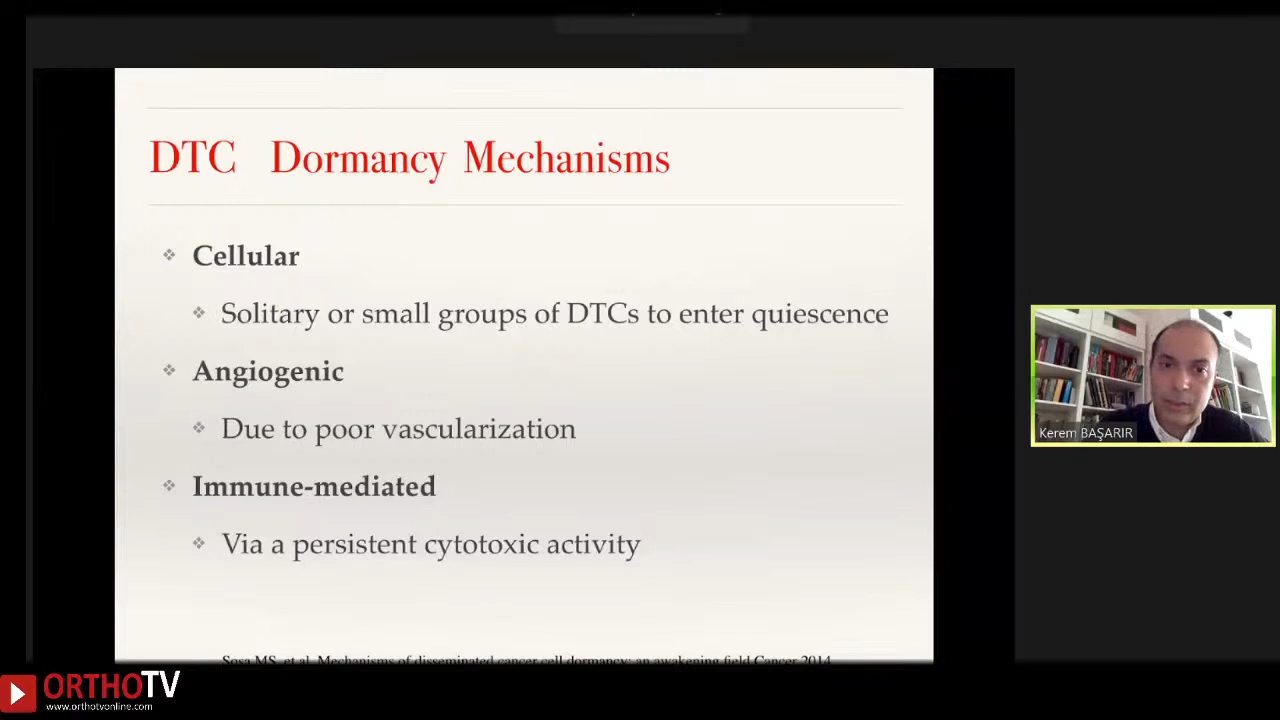 DTC Dormancy Mechanisms
Cellular
Solitary or small groups of DTCs to enter quiescence
Angiogenic
Due to poor vascularization
Immune-mediated
Via a persistent cytotoxic activity
Sosa MS, et al. Mechanisms of disseminated cancer cell dormancy: an awakening field Cancer 2014
Kerem BAŞARIR
ORTHOTV
www.orthotvonline.com